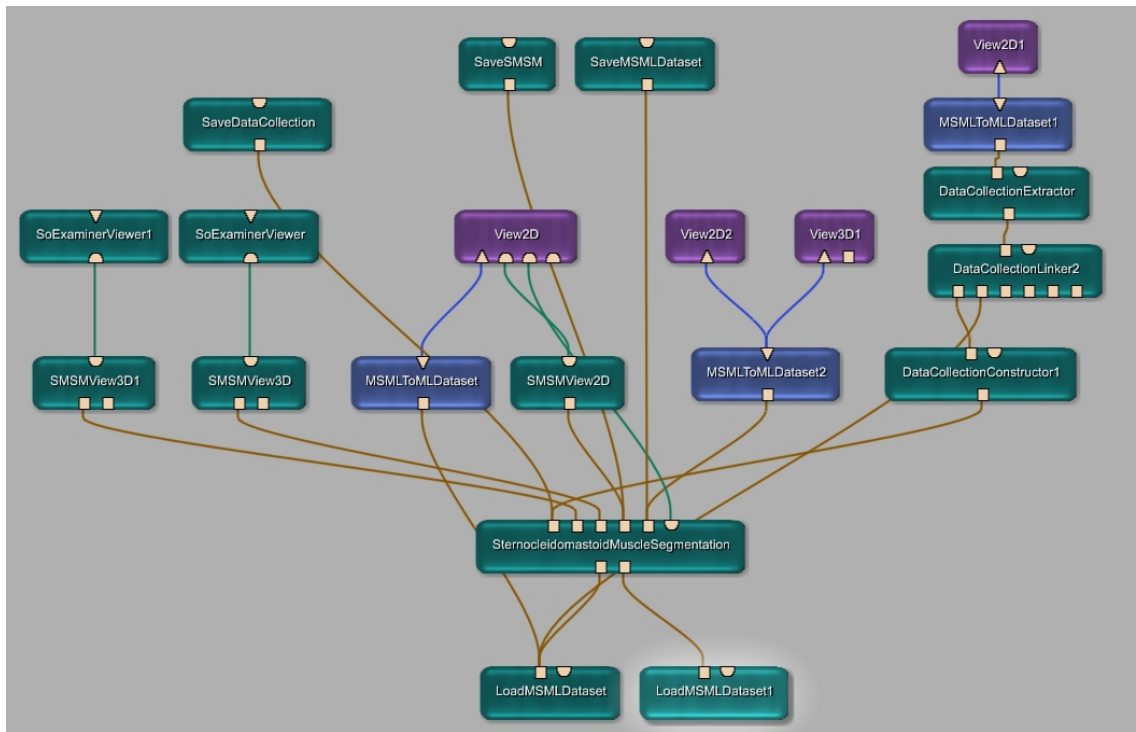 View2D1
SaveSMSM
SaveMSMLDataset
SaveDataCollection
MSMLToMLDataset1
DataCollectionExtractor
SoExaminerViewer1
SoExaminerViewer
View2D
View2D2
View3D1
DataCollectionLinker2
SMSMView3D1
SMSMView3D
MSMLToMLDataset
SMSMView2D
MSMLToMLDataset2
DataCollectionConstructor1
SternocleidomastoidMuscleSegmentation
LoadMSMLDataset
LoadMSMLDataset1